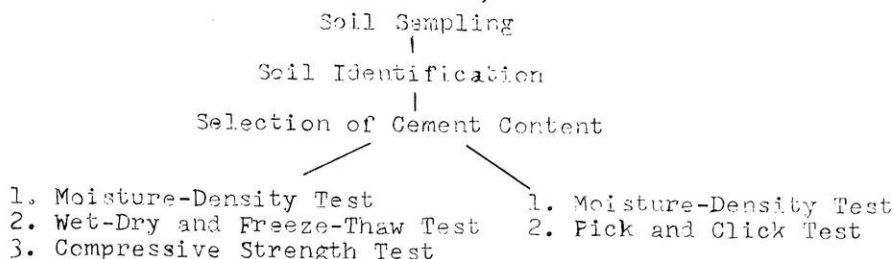 Soil Sampling
Soil Identification
Selection of Cement Content
1. Moisture-Density Test
2. Wet-Dry and Freeze-Thaw Test
3. Compressive Strength Test
1. Moisture-Density Test
2. Pick and Click Test